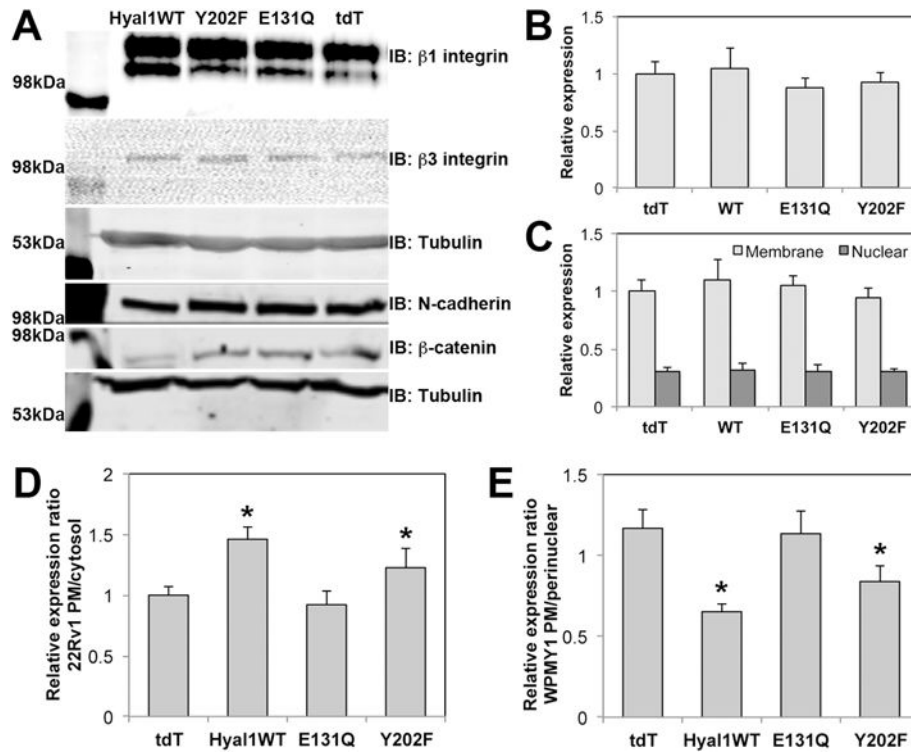 A
Hyal1WT Y202F E131Q tdT
98kDa
IB: β1 integrin
98kDa
IB: β3 integrin
53kDa
IB: Tubulin
98kDa
IB: N-cadherin
98kDa
IB: β-catenin
53kDa
IB: Tubulin
B
Relative expression
1.5
1
0.5
0
tdT WT E131Q Y202F
C
Relative expression
Membrane Nuclear
1.5
1
0.5
0
tdT WT E131Q Y202F
D
Relative expression ratio
22Rv1 PM/cytosol
2
1.5
1
0.5
0
* *
tdT Hyal1WT E131Q Y202F
E
Relative expression ratio
WPMY1 PM/perinuclear
1.5
1
0.5
0
* *
tdT Hyal1WT E131Q Y202F